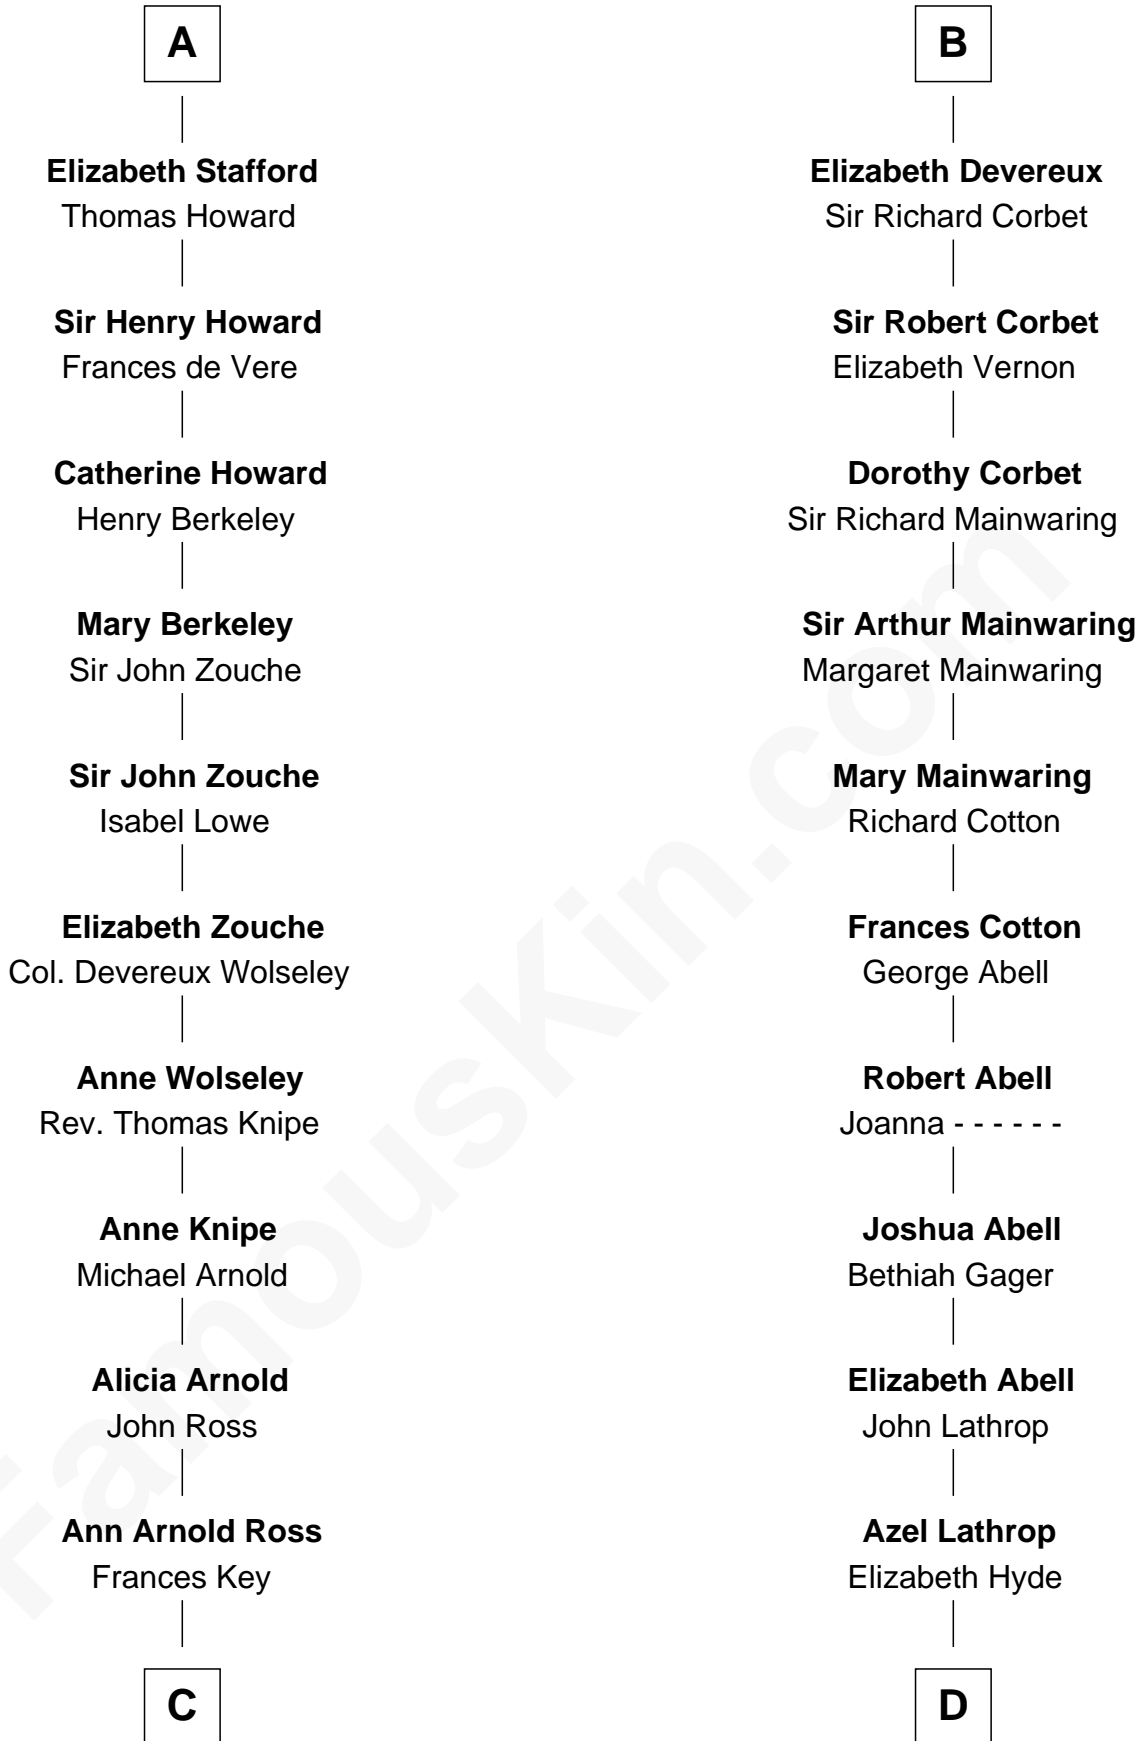 A
Elizabeth Stafford
Thomas Howard
Sir Henry Howard
Frances de Vere
Catherine Howard
Henry Berkeley
Mary Berkeley
Sir John Zouche
Sir John Zouche
Isabel Lowe
Elizabeth Zouche
Col. Devereux Wolseley
Anne Wolseley
Rev. Thomas Knipe
Anne Knipe
Michael Arnold
Alicia Arnold
John Ross
Ann Arnold Ross
Frances Key
C
B
Elizabeth Devereux
Sir Richard Corbet
Sir Robert Corbet
Elizabeth Vernon
Dorothy Corbet
Sir Richard Mainwaring
Sir Arthur Mainwaring
Margaret Mainwaring
Mary Mainwaring
Richard Cotton
Frances Cotton
George Abell
Robert Abell
Joanna - - - - - -
Joshua Abell
Bethiah Gager
Elizabeth Abell
John Lathrop
Azel Lathrop
Elizabeth Hyde
D
FamousKin.com